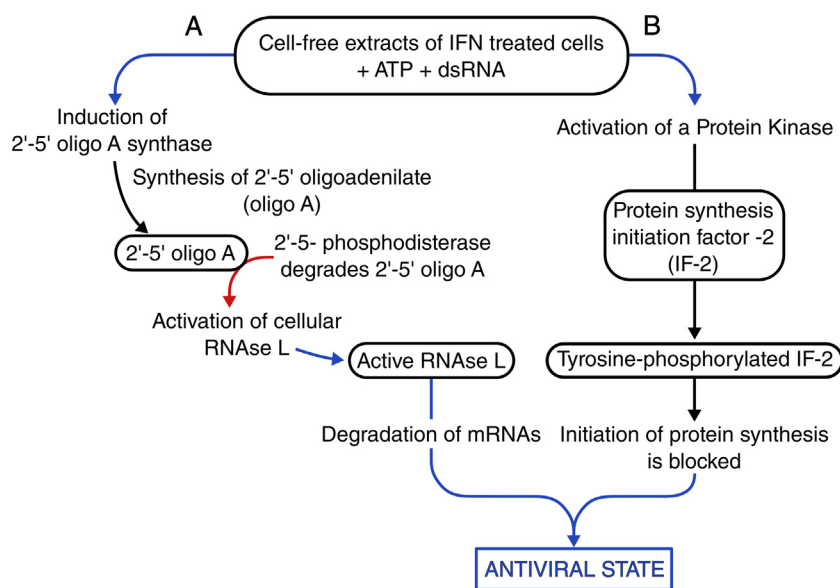 A
B
Cell-free extracts of IFN treated cells
+ ATP + dsRNA
Induction of
2'-5' oligo A synthase
Synthesis of 2'-5' oligoadenilate
(oligo A)
2'-5' oligo A
2'-5- phosphodisterase
degrades 2'-5' oligo A
Activation of cellular
RNAse L
Active RNAse L
Degradation of mRNAs
Activation of a Protein Kinase
Protein synthesis
initiation factor -2
(IF-2)
Tyrosine-phosphorylated IF-2
Initiation of protein synthesis
is blocked
ANTIVIRAL STATE